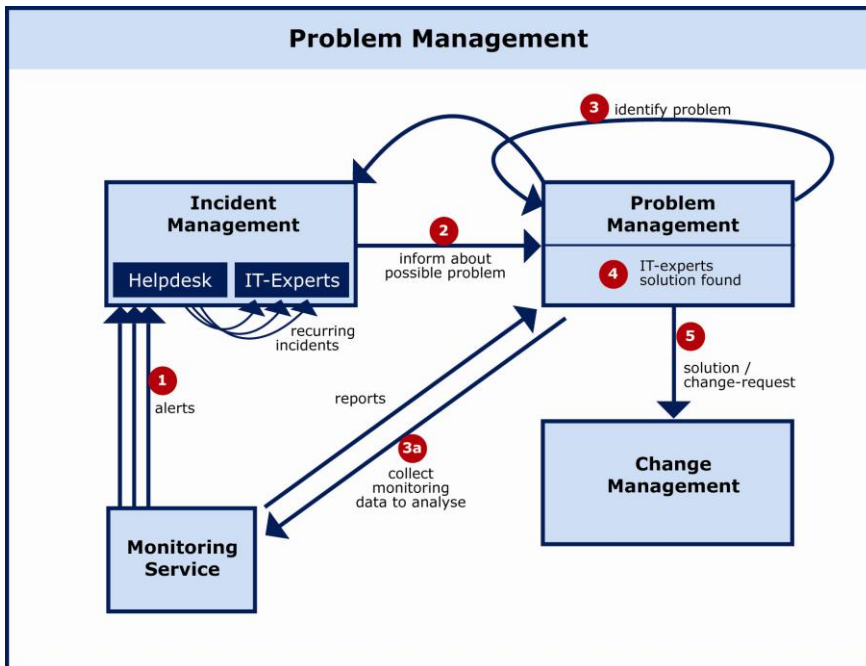 Problem Management
3 identify problem
Incident
Management
Helpdesk
IT-Experts
recurring
incidents
2
inform about
possible problem
Problem
Management
4 IT-experts
solution found
1
alerts
reports
3a
collect
monitoring
data to analyse
5
solution /
change-request
Change
Management
Monitoring
Service